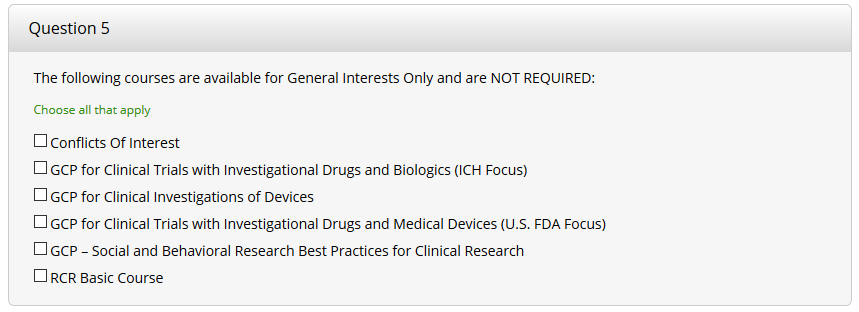 Question 5
The following courses are available for General Interests Only and are NOT REQUIRED:
Choose all that apply
Conflicts Of Interest
GCP for Clinical Trials with Investigational Drugs and Biologics (ICH Focus)
GCP for Clinical Investigations of Devices
GCP for Clinical Trials with Investigational Drugs and Medical Devices (U.S. FDA Focus)
GCP – Social and Behavioral Research Best Practices for Clinical Research
RCR Basic Course